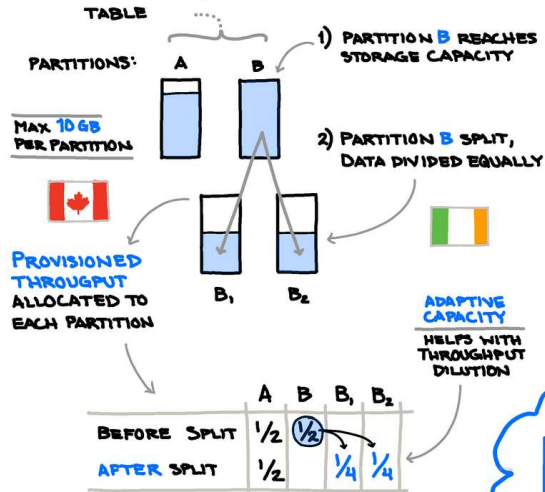 TABLE
PARTITIONS:
A
B
1) PARTITION B REACHES
STORAGE CAPACITY
MAX 10 GB
PER PARTITION
2) PARTITION B SPLIT,
DATA DIVIDED EQUALLY
B₁
B₂
PROVISIONED
THROUGPUT
ALLOCATED TO
EACH PARTITION
ADAPTIVE
CAPACITY
HELPS WITH
THROUGHPUT
DILUTION
A B B₁ B₂
BEFORE SPLIT 1/2 1/2
AFTER SPLIT 1/2 1/4 1/4